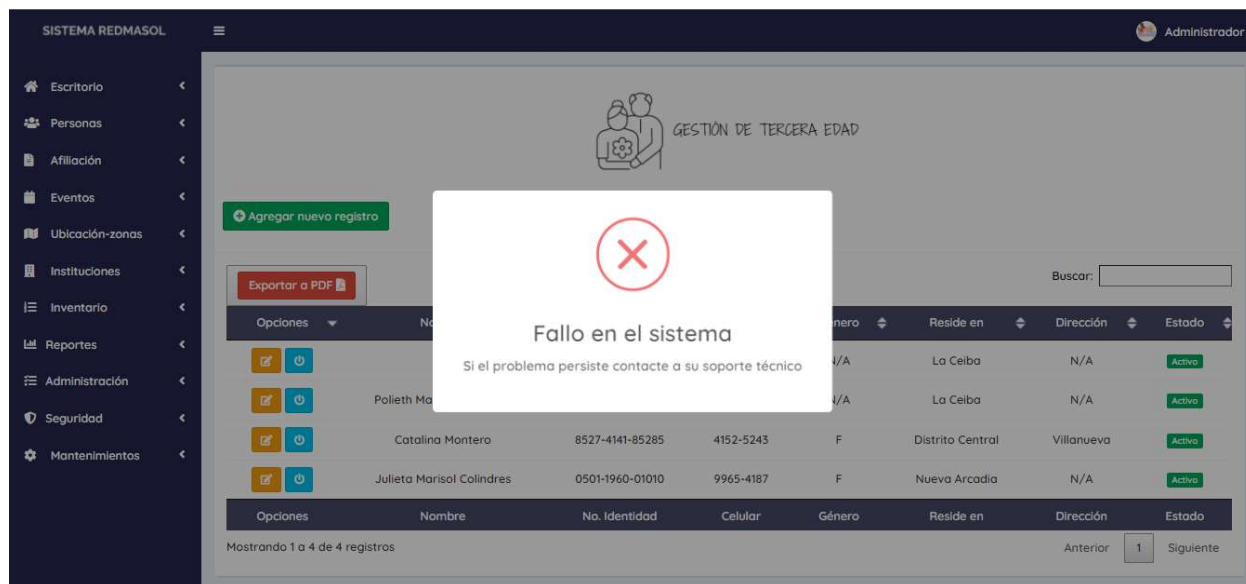 SISTEMA REDMASOL
Administrador
Escritorio
Personas
Afiliación
Eventos
Ubicación-zonas
Instituciones
Inventario
Reportes
Administración
Seguridad
Mantenimientos
GESTIÓN DE TERCERA EDAD
Agregar nuevo registro
Exportar a PDF
Buscar:
Fallo en el sistema
Si el problema persiste contacte a su soporte técnico
Opciones Reside en Dirección Estado
La Ceiba N/A Activo
Polieth La Ceiba N/A Activo
Catalina Montero 8527-4141-85285 4152-5243 F Distrito Central Villanueva Activo
Julieta Marisol Colindres 0501-1960-01010 9965-4187 F Nueva Arcadia N/A Activo
Opciones Nombre No. Identidad Celular Género Reside en Dirección Estado
Mostrando 1 a 4 de 4 registros
Anterior 1 Siguiente